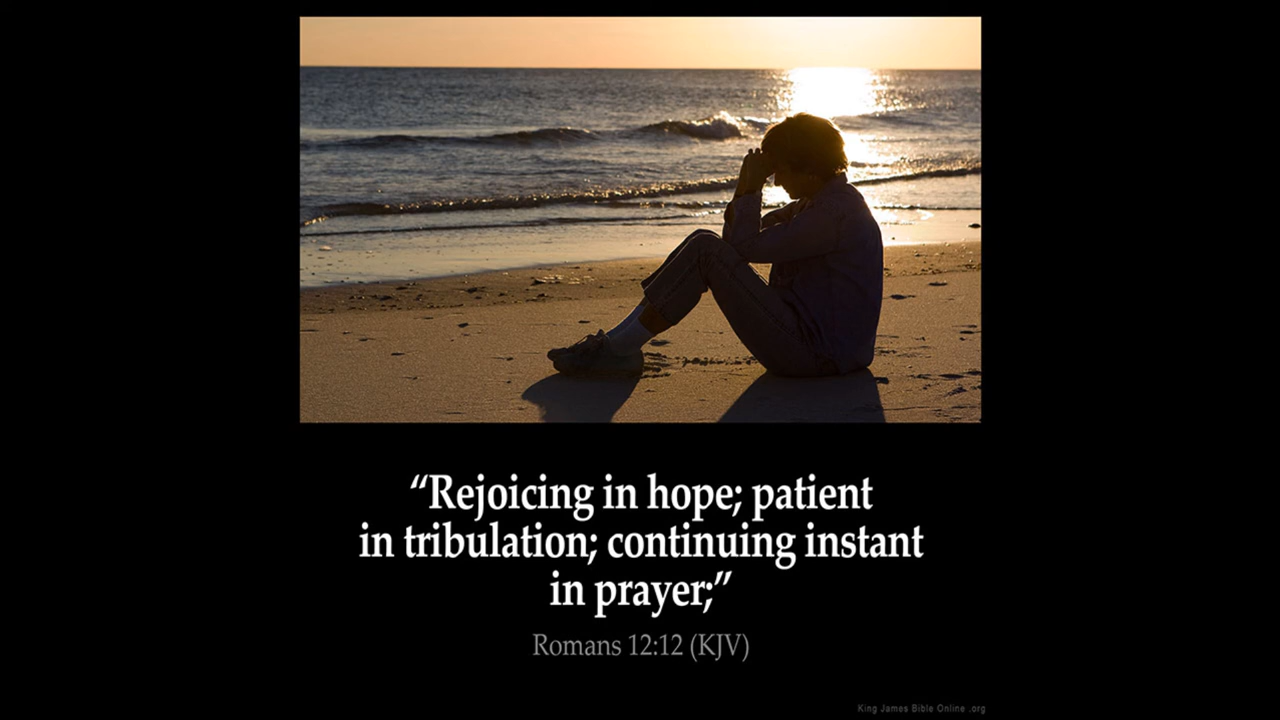 “Rejoicing in hope; patient
in tribulation; continuing instant
in prayer;”
Romans 12:12 (KJV)
King James Bible Online .org